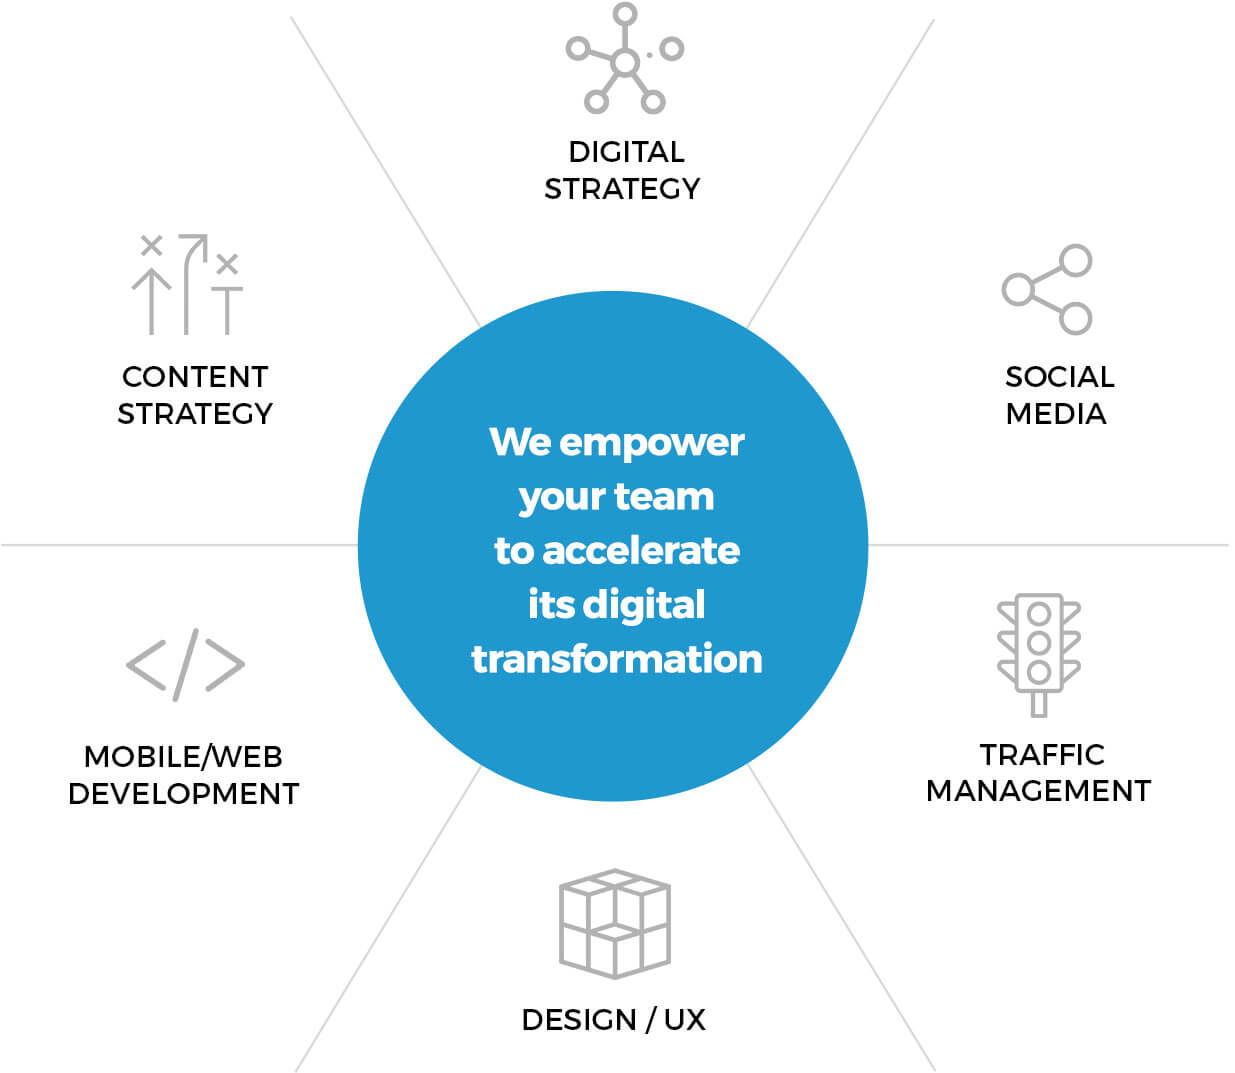 DIGITAL
STRATEGY
CONTENT
STRATEGY
SOCIAL
MEDIA
We empower
your team
to accelerate
its digital
transformation
MOBILE/WEB
DEVELOPMENT
TRAFFIC
MANAGEMENT
DESIGN / UX